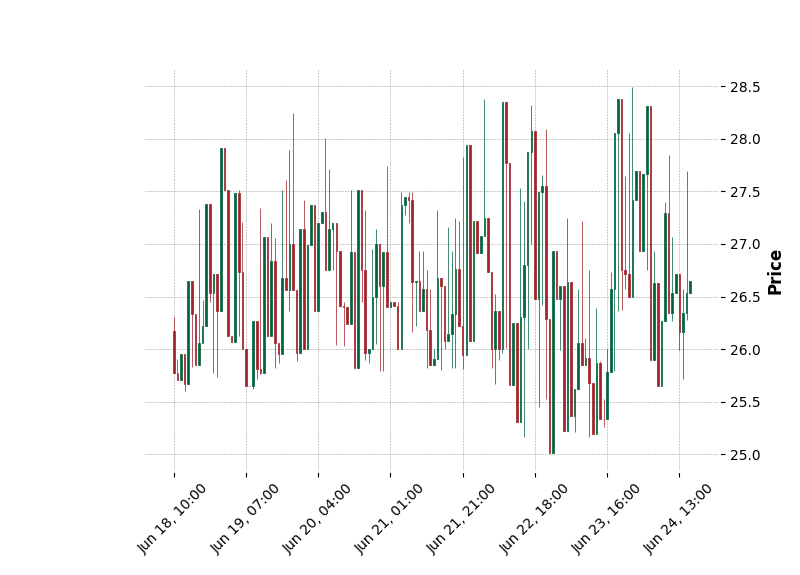 28.5
28.0
27.5
27.0
26.5
26.0
25.5
25.0
Price
Jun 18, 10:00
Jun 19, 07:00
Jun 20, 04:00
Jun 21, 01:00
Jun 21, 21:00
Jun 22, 18:00
Jun 23, 16:00
Jun 24, 13:00